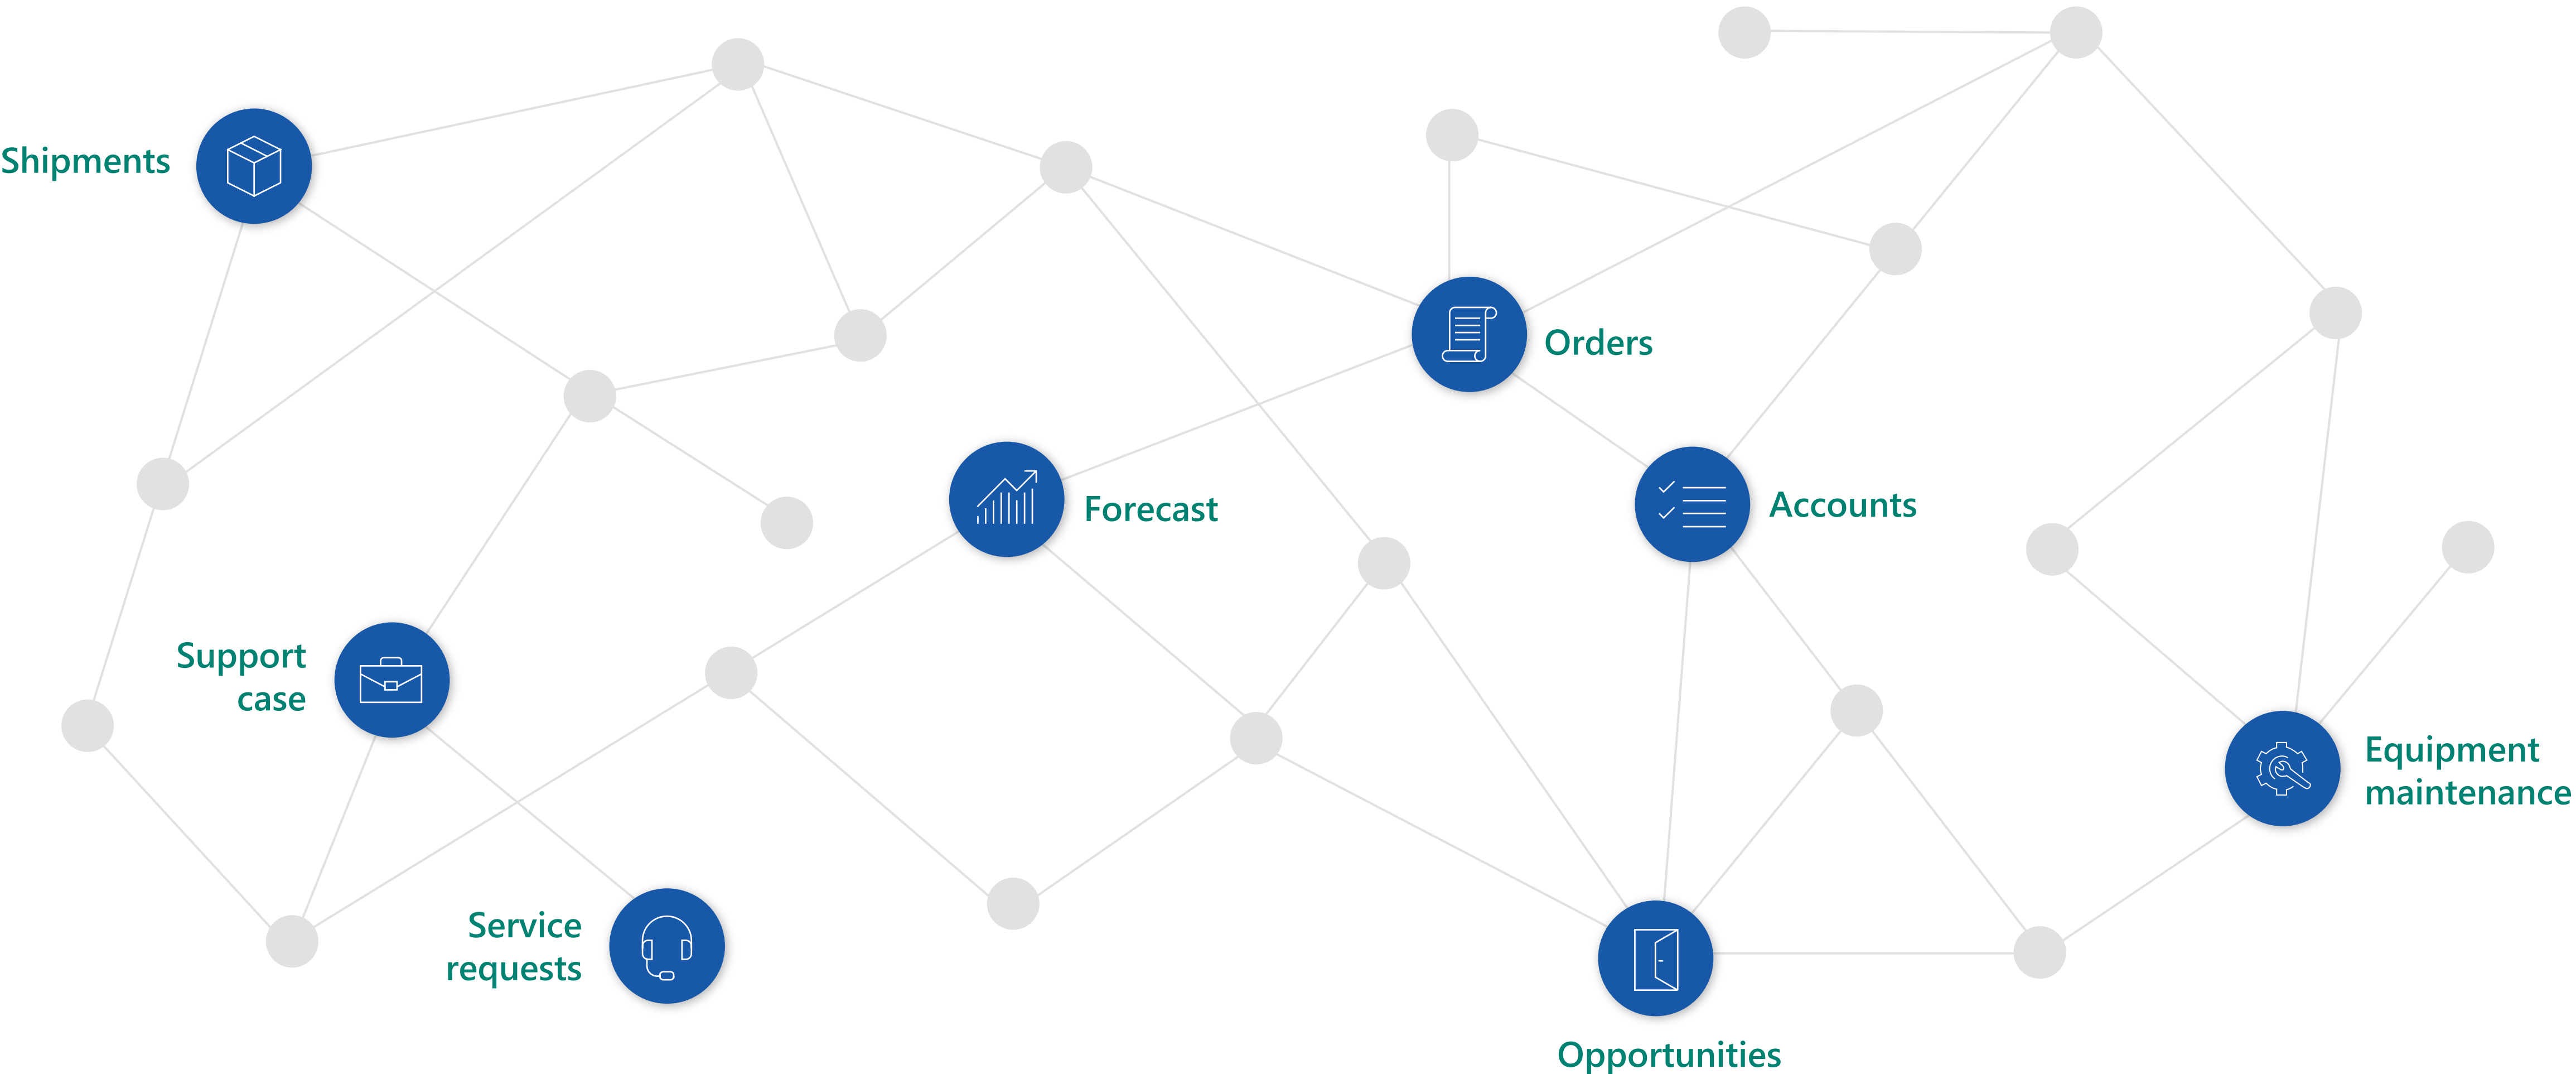 Shipments
Orders
Forecast
Accounts
Support
case
Equipment
maintenance
Service
requests
Opportunities